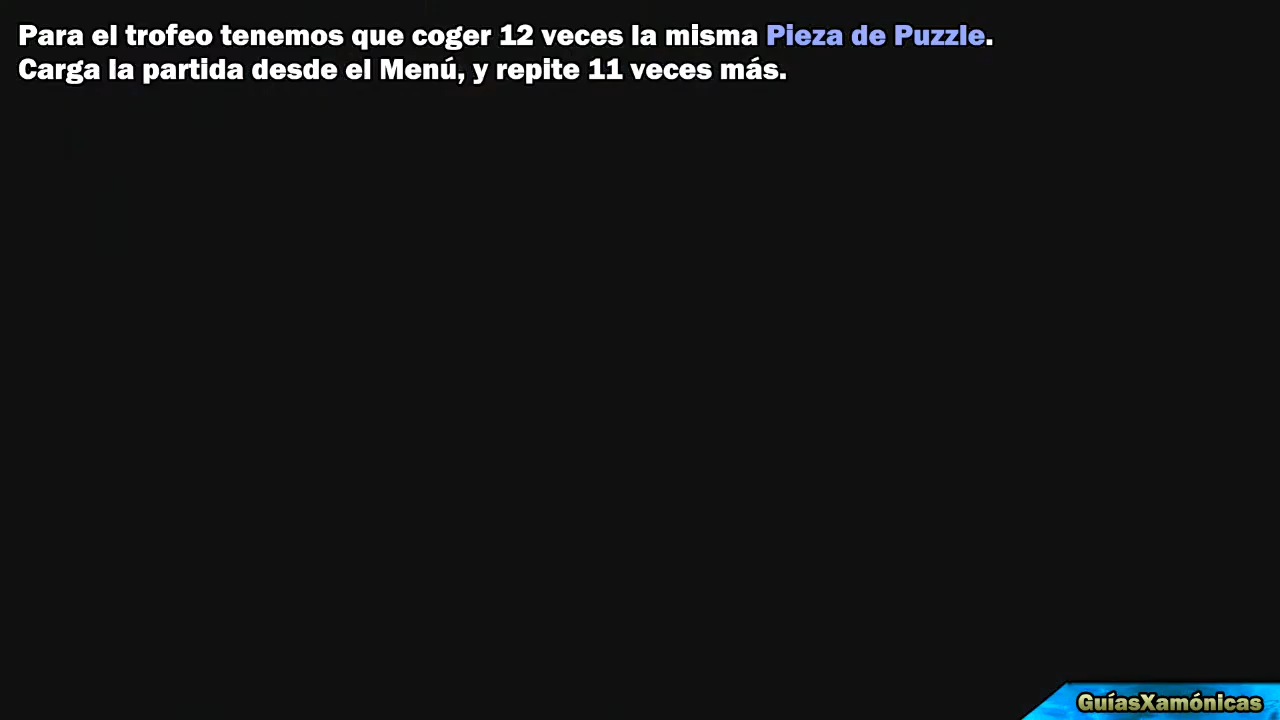 Para el trofeo tenemos que coger 12 veces la misma Pieza de Puzzle.
Carga la partida desde el Menú, y repite 11 veces más.
GuíasXamónicas